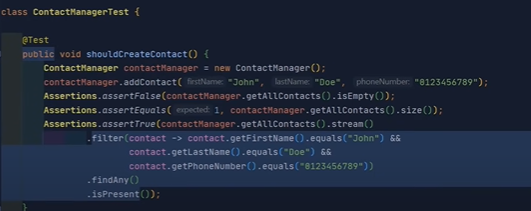 class ContactManagerTest {
@Test
public void shouldCreateContact() {
ContactManager contactManager = new ContactManager();
contactManager.addContact( firstName: "John", lastName: "Doe", phoneNumber: "0123456789");
Assertions.assertFalse(contactManager.getAllContacts().isEmpty());
Assertions.assertEquals( expected: 1, contactManager.getAllContacts().size());
Assertions.assertTrue(contactManager.getAllContacts().stream()
.filter(contact -> contact.getFirstName().equals("John") &&
contact.getLastName().equals("Doe") &&
contact.getPhoneNumber().equals("0123456789"))
.findAny()
.isPresent());
}